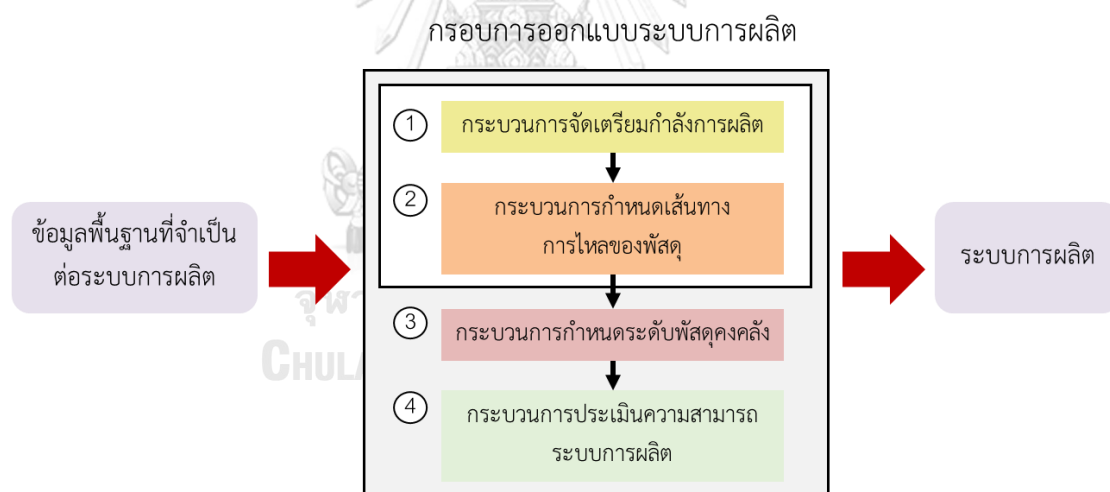 กรอบการออกแบบระบบการผลิต
1 กระบวนการจัดเตรียมกำลังการผลิต
2 กระบวนการกำหนดเส้นทาง
การไหลของพัสดุ
ข้อมูลพื้นฐานที่จำเป็น
ต่อระบบการผลิต
ระบบการผลิต
3 กระบวนการกำหนดระดับพัสดุคงคลัง
4 กระบวนการประเมินความสามารถ
ระบบการผลิต